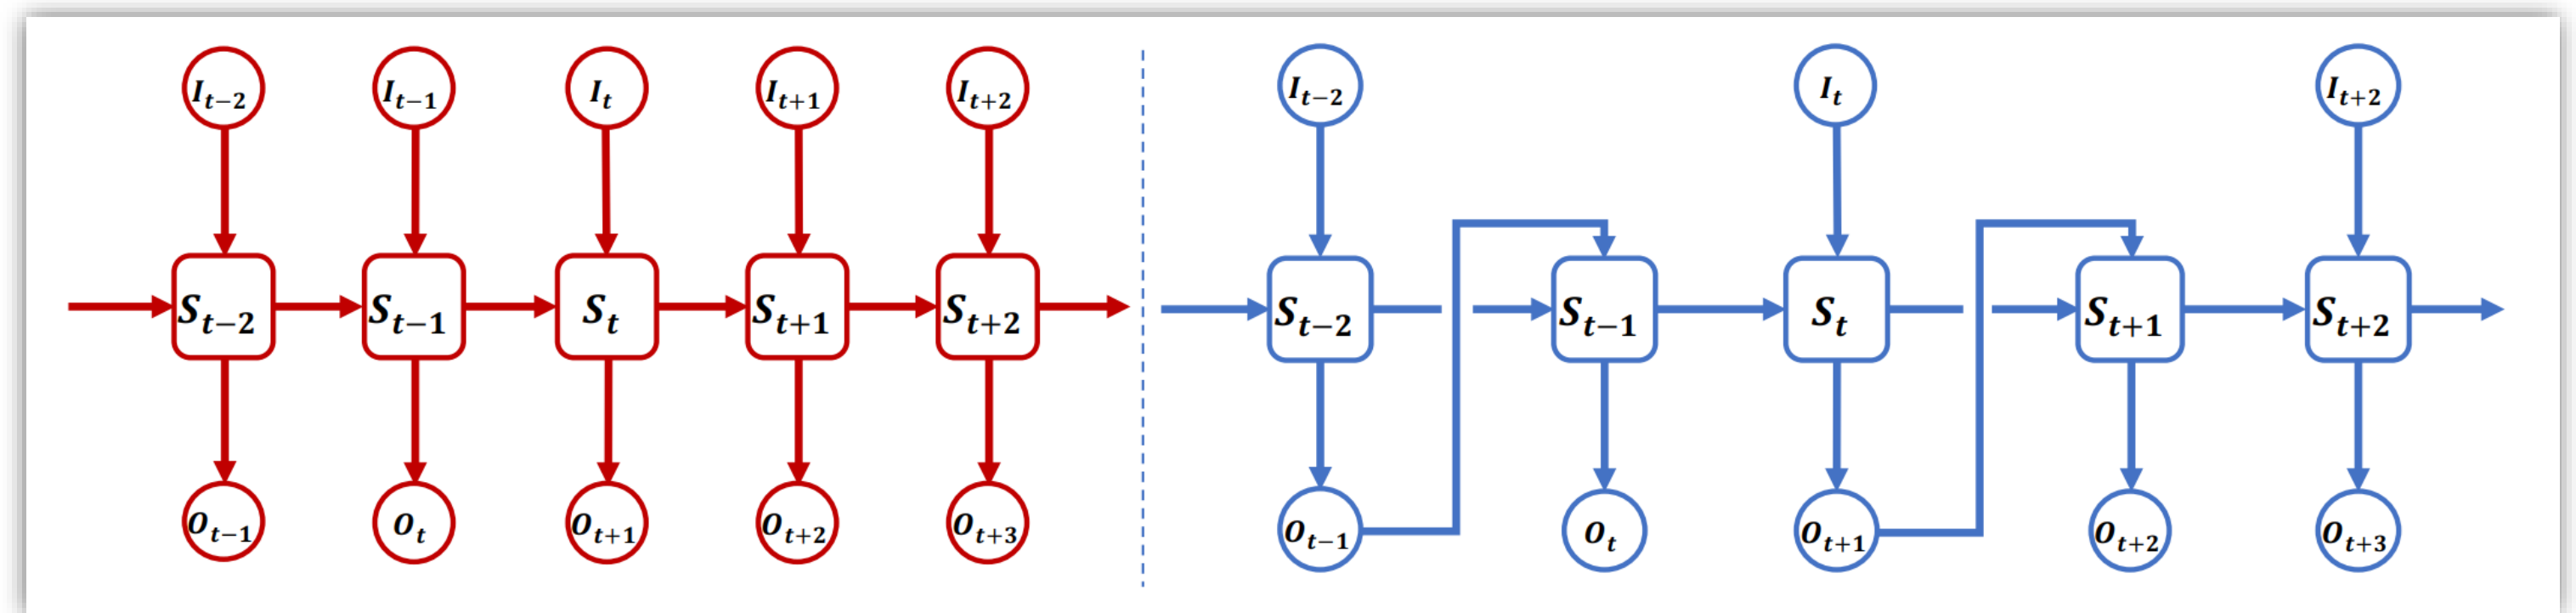 I_{t-2} I_{t-1} I_t I_{t+1} I_{t+2} I_{t-2} I_t I_{t+2}
S_{t-2} S_{t-1} S_t S_{t+1} S_{t+2} S_{t-2} S_{t-1} S_t S_{t+1} S_{t+2}
O_{t-1} O_t O_{t+1} O_{t+2} O_{t+3} O_{t-1} O_t O_{t+1} O_{t+2} O_{t+3}